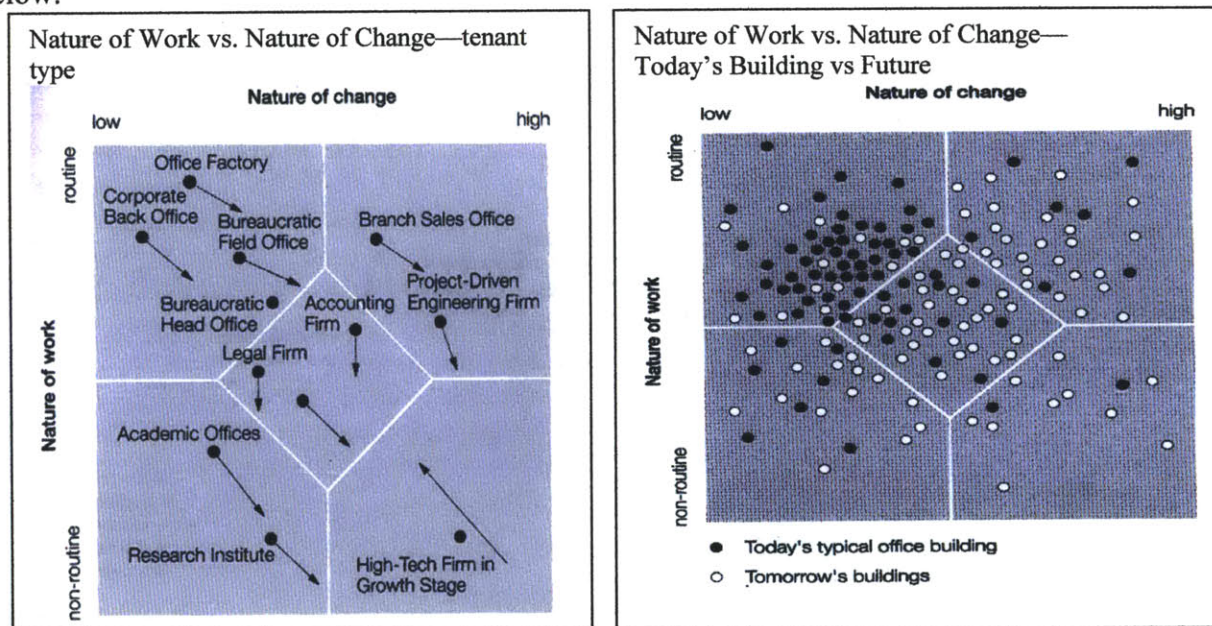 Nature of Work vs. Nature of Change—tenant
type
Nature of change
low
high
routine
Nature of work
non-routine
Office Factory
Corporate
Back Office
Bureaucratic
Field Office
Branch Sales Office
Bureaucratic
Head Office
Accounting
Firm
Project-Driven
Engineering Firm
Legal Firm
Academic Offices
Research Institute
High-Tech Firm in
Growth Stage
Nature of Work vs. Nature of Change—
Today's Building vs Future
Nature of change
low
high
routine
Nature of work
non-routine
Today's typical office building
Tomorrow's buildings